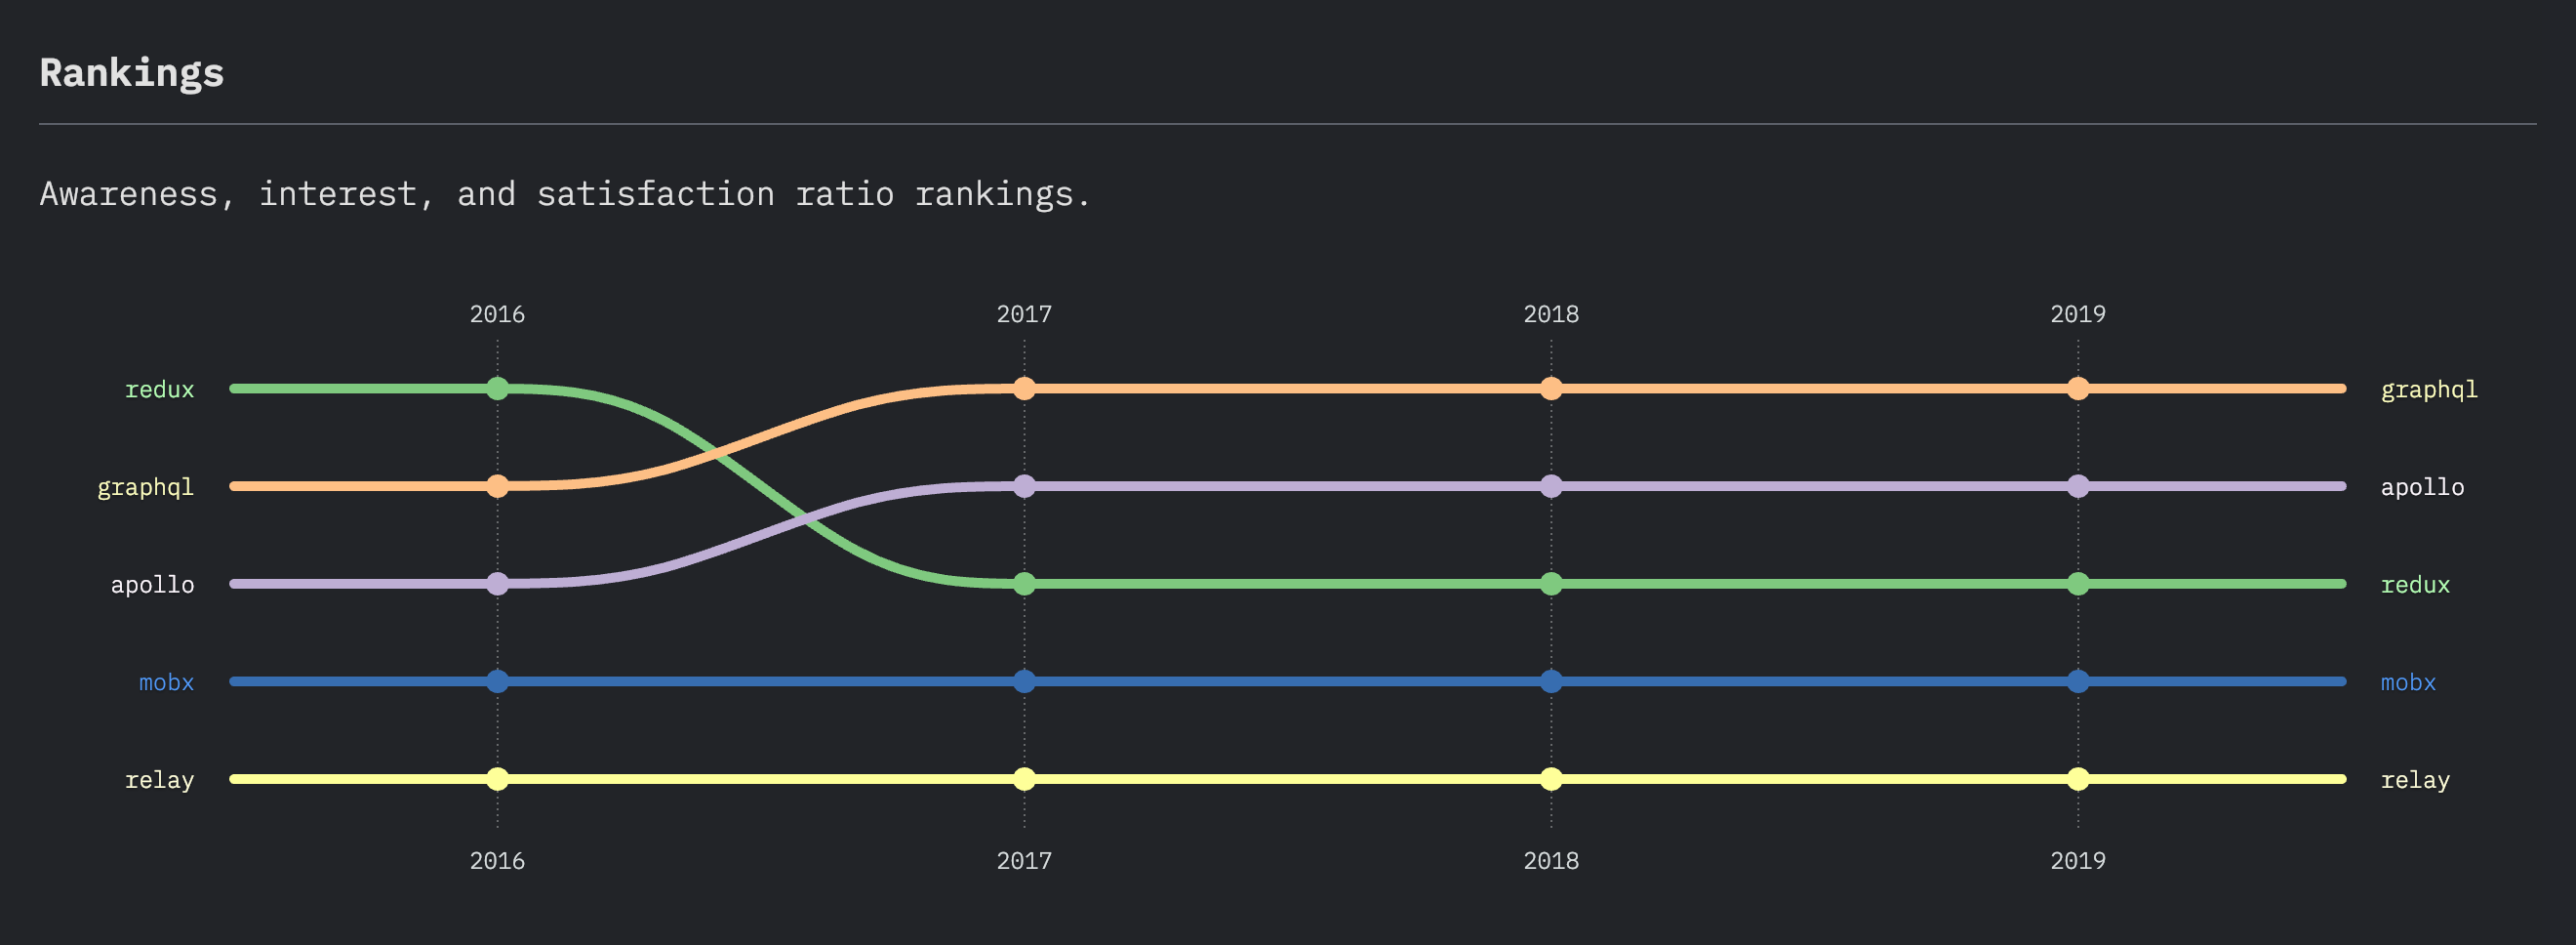 Rankings
Awareness, interest, and satisfaction ratio rankings.
2016 2017 2018 2019
redux graphql
graphql apollo
apollo redux
mobx mobx
relay relay
2016 2017 2018 2019